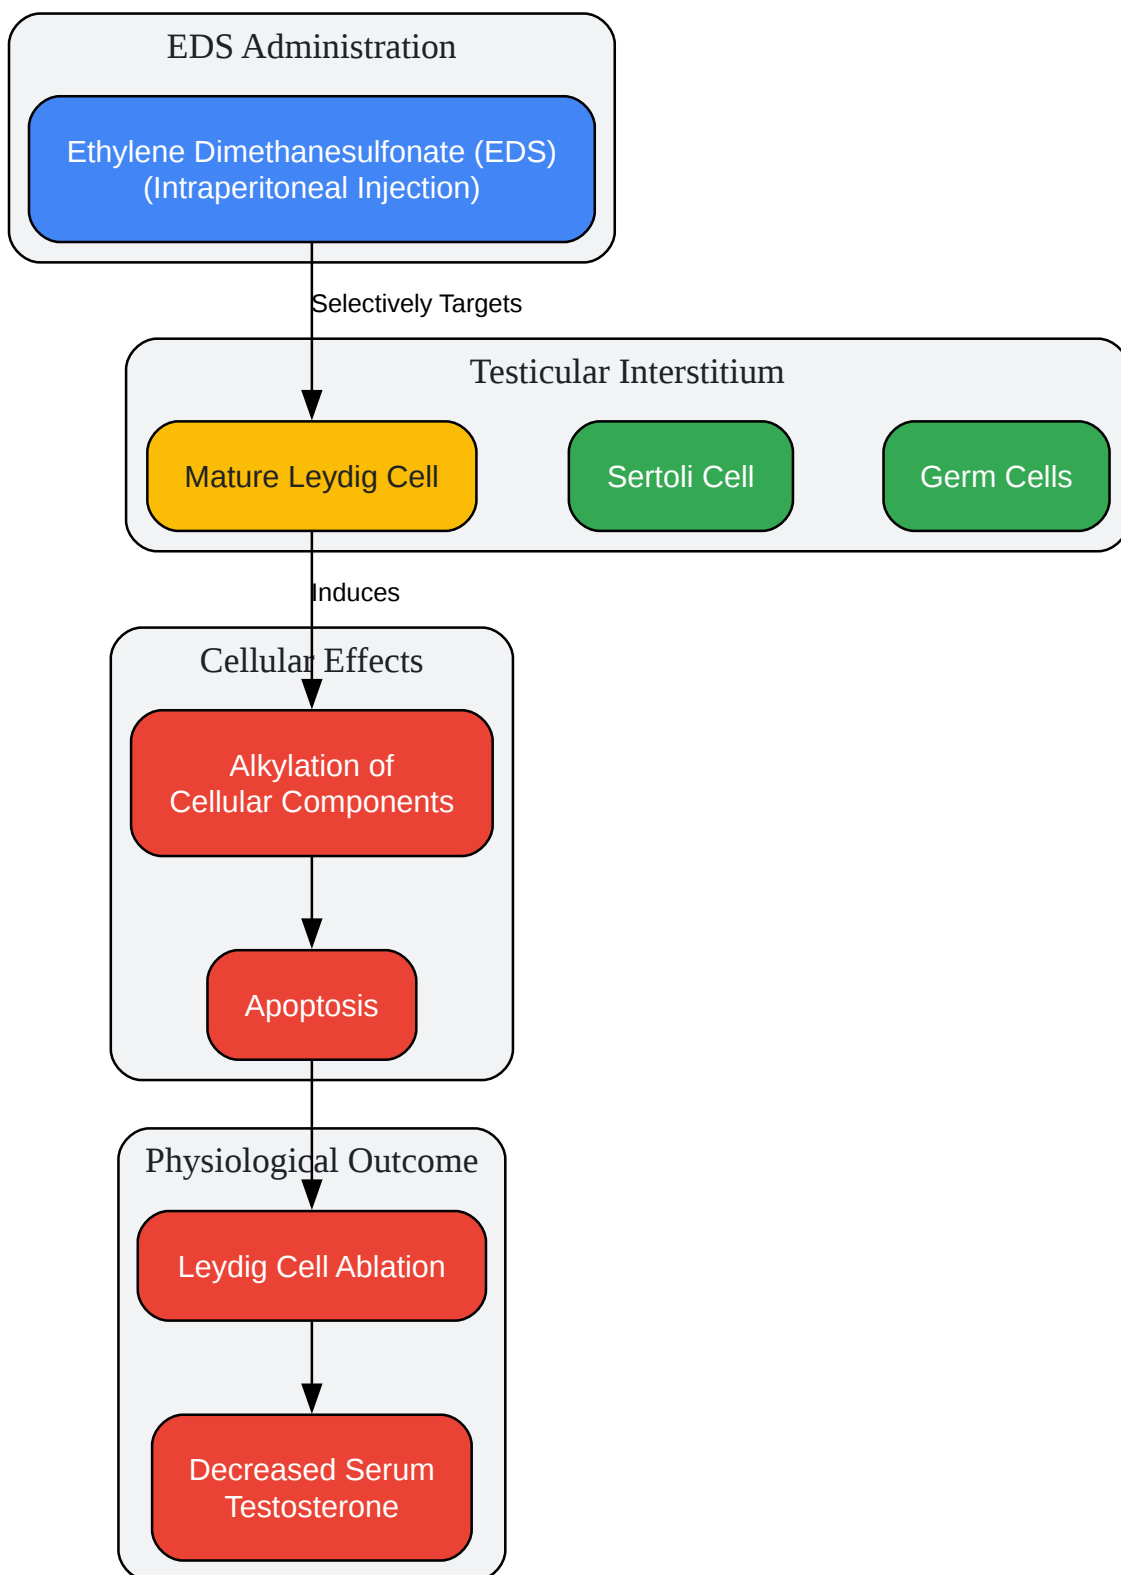 EDS Administration
Ethylene Dimethanesulfonate (EDS)
(Intraperitoneal Injection)
Selectively Targets
Testicular Interstitium
Mature Leydig Cell
Sertoli Cell
Germ Cells
Induces
Cellular Effects
Alkylation of
Cellular Components
Apoptosis
Physiological Outcome
Leydig Cell Ablation
Decreased Serum
Testosterone